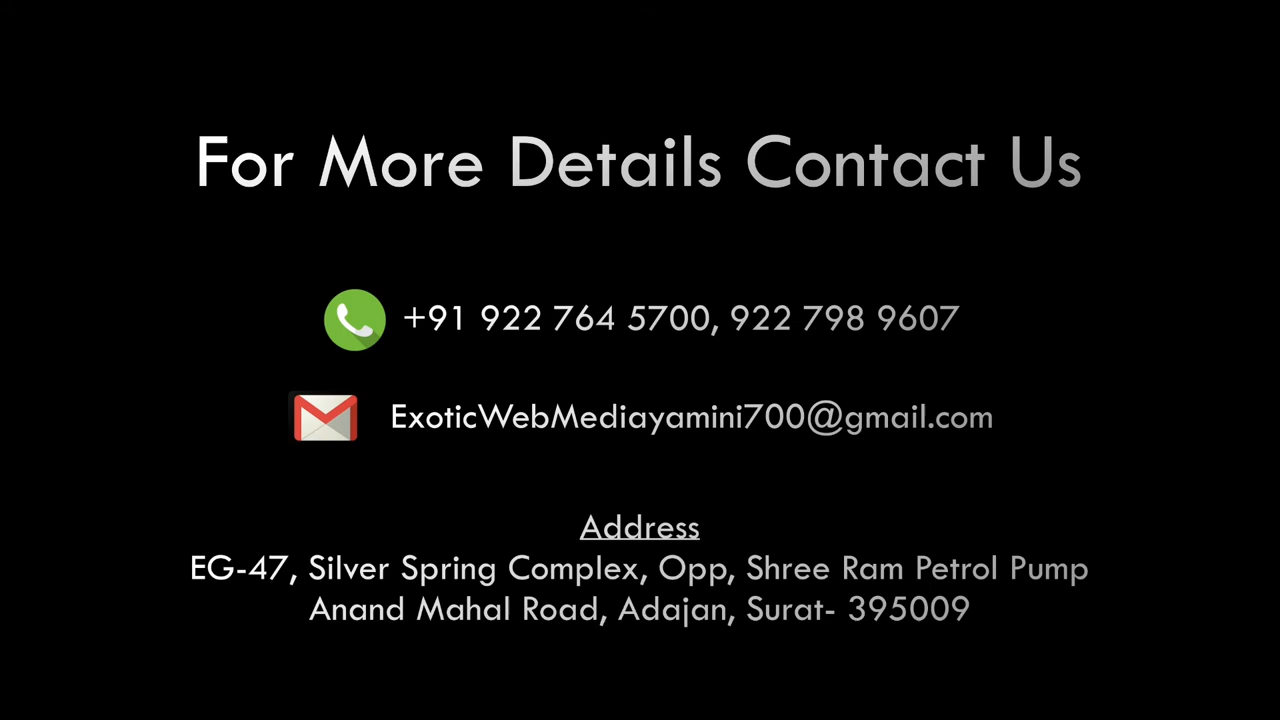 For More Details Contact Us
+91 922 764 5700, 922 798 9607
ExoticWebMediayamini700@gmail.com
Address
EG-47, Silver Spring Complex, Opp, Shree Ram Petrol Pump
Anand Mahal Road, Adajan, Surat- 395009